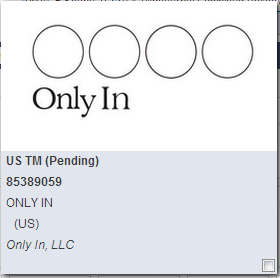 Only In
US TM (Pending)
85389059
ONLY IN
(US)
Only In, LLC